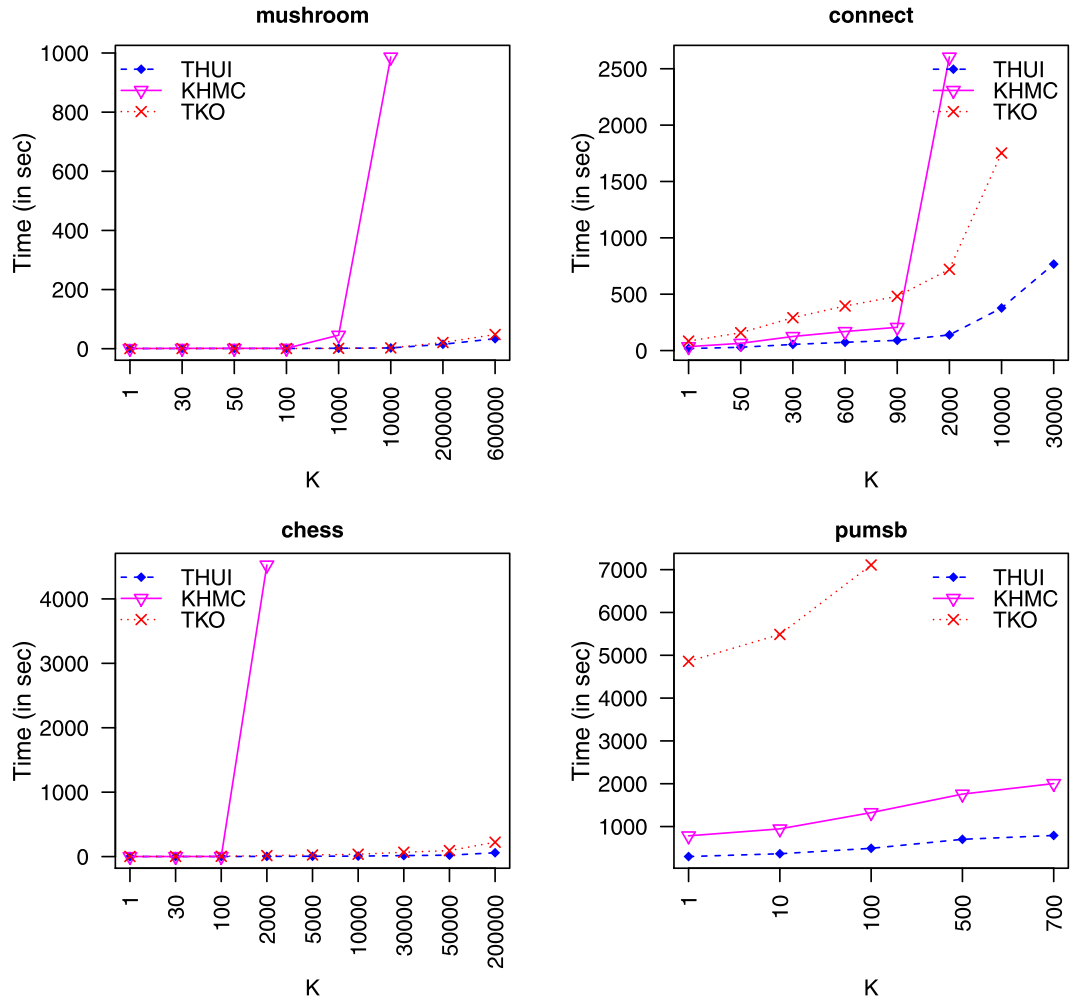 mushroom
1000
800
600
400
200
0
Time (in sec)
THUI
KHMC
TKO
1 30 50 100 1000 10000 200000 600000
K
connect
2500
2000
1500
1000
500
0
Time (in sec)
THUI
KHMC
TKO
1 50 300 600 900 2000 10000 30000
K
chess
4000
3000
2000
1000
0
Time (in sec)
THUI
KHMC
TKO
1 30 100 2000 5000 10000 30000 50000 200000
K
pumsb
7000
6000
5000
4000
3000
2000
1000
Time (in sec)
THUI
KHMC
TKO
1 10 100 500 700
K